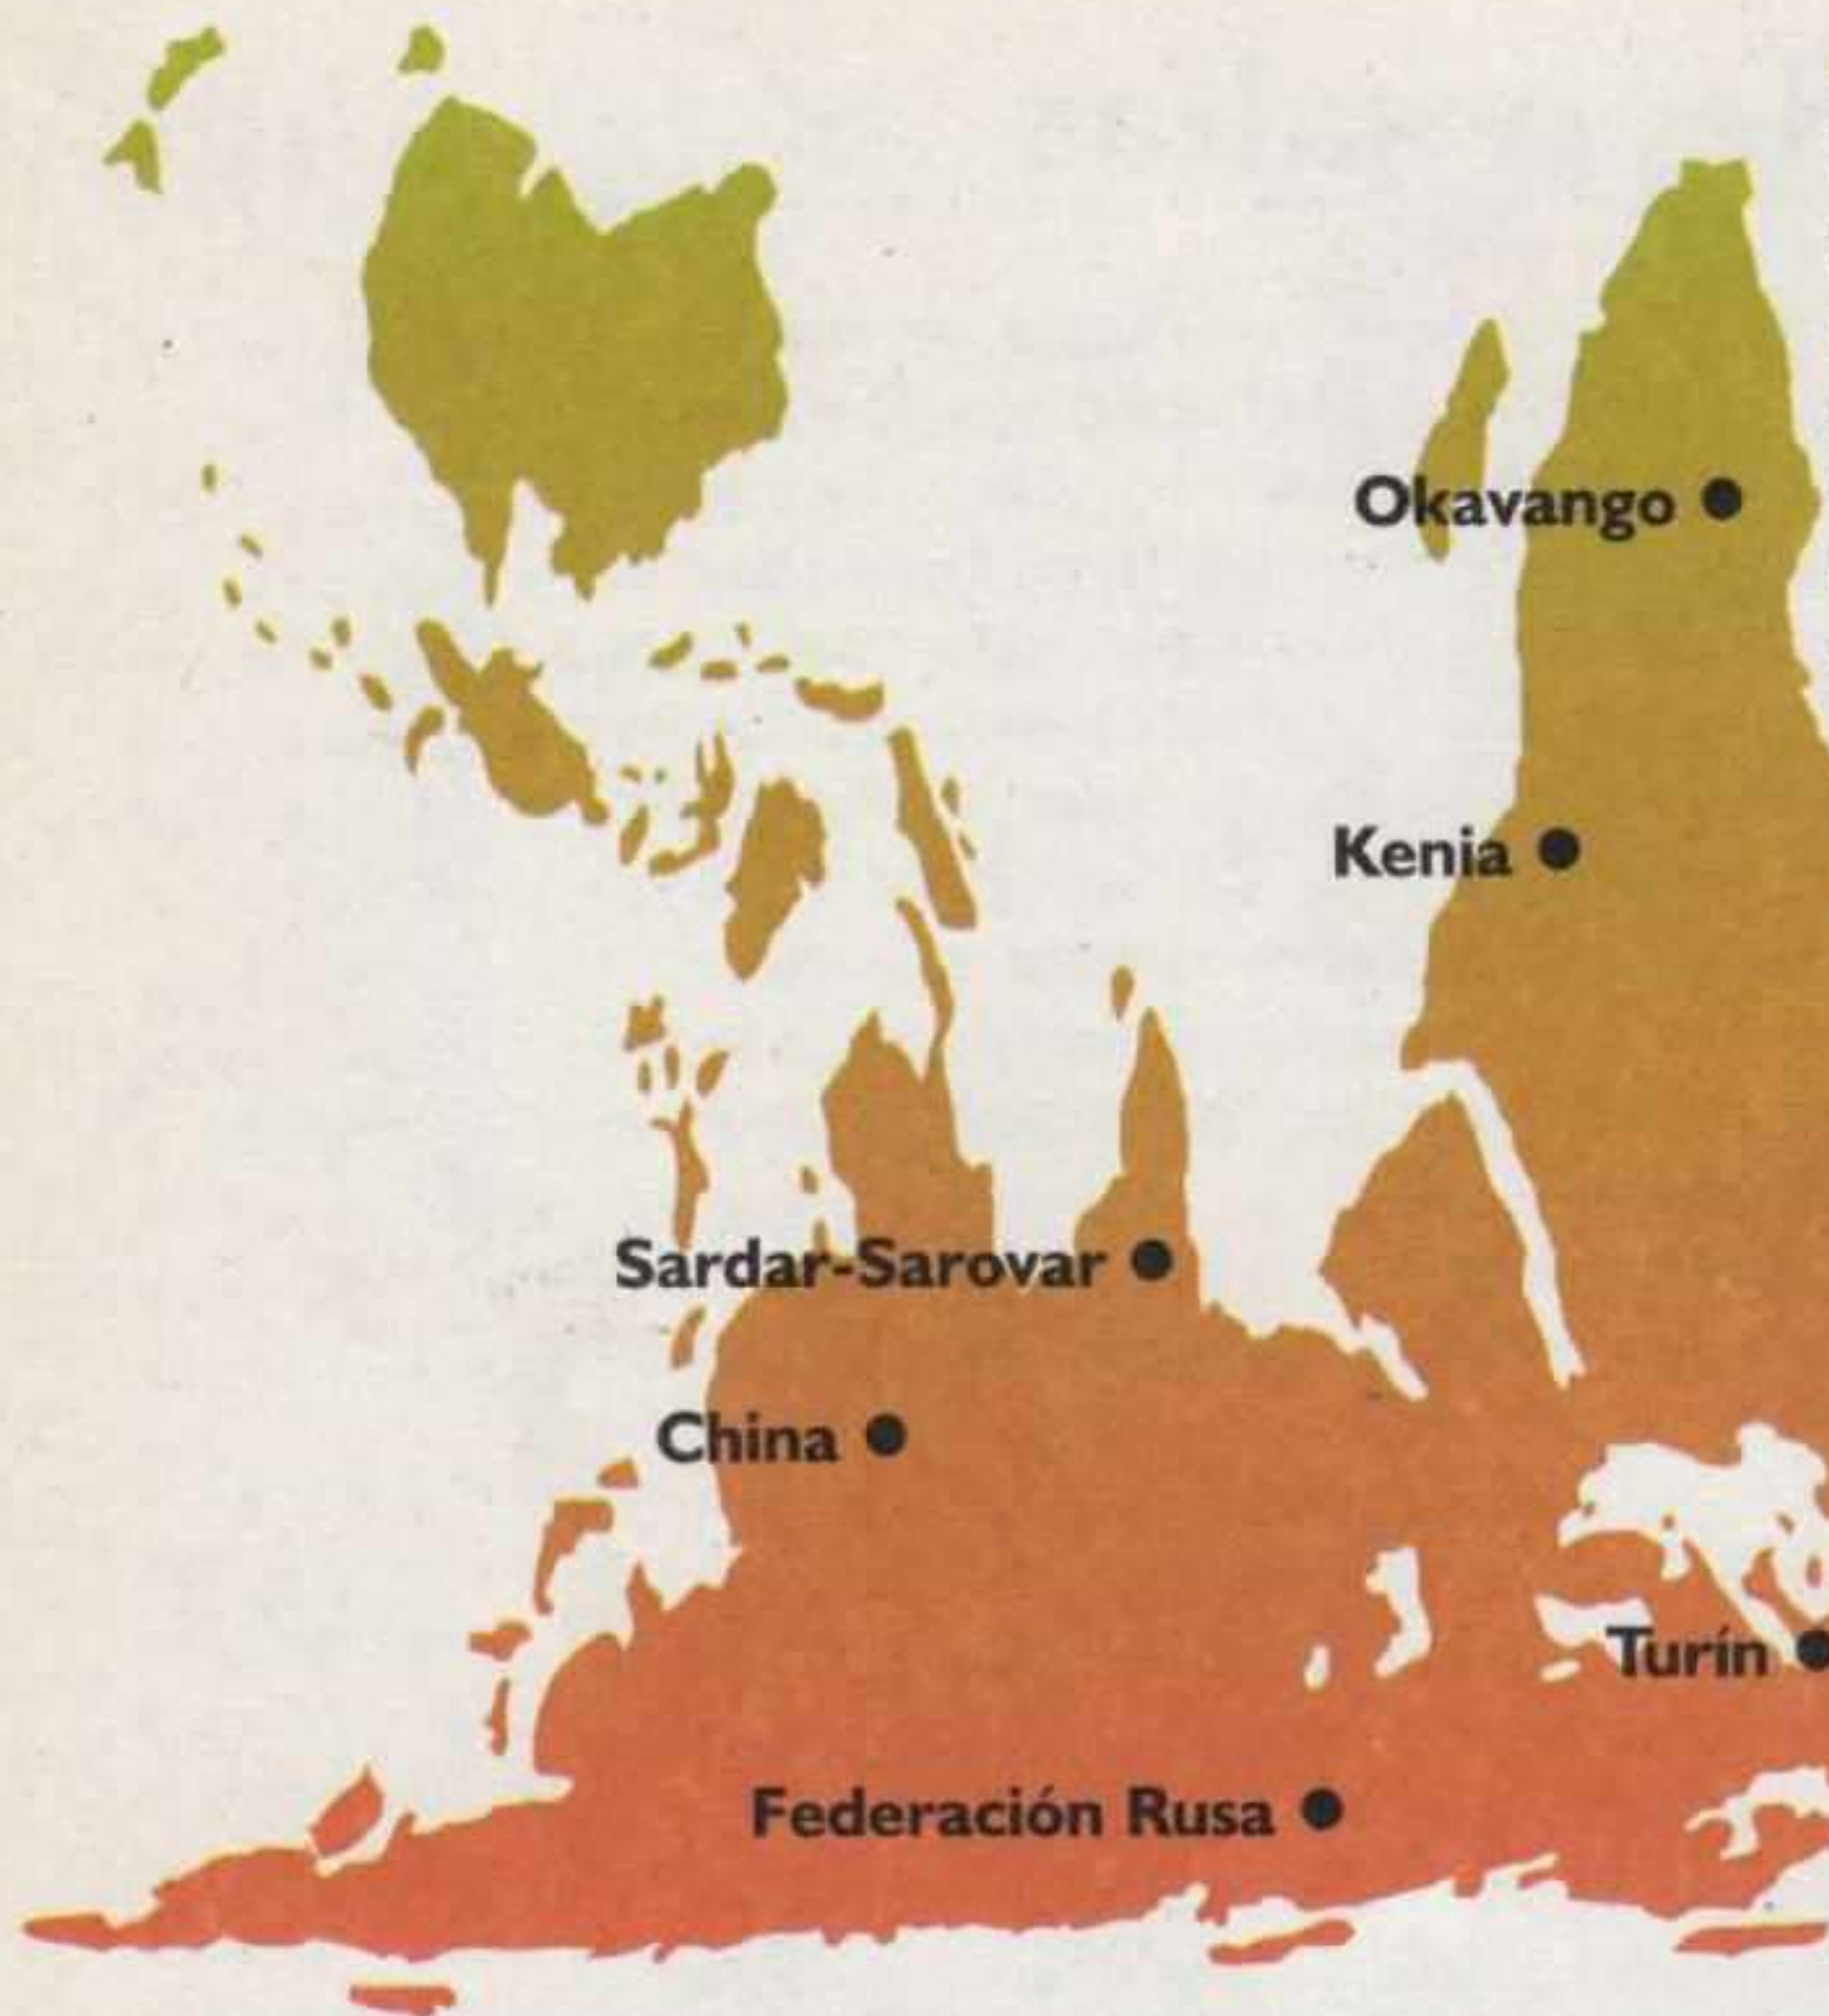 Okavango
Kenia
Sardar-Sarovar
China
Turín
Federación Rusa